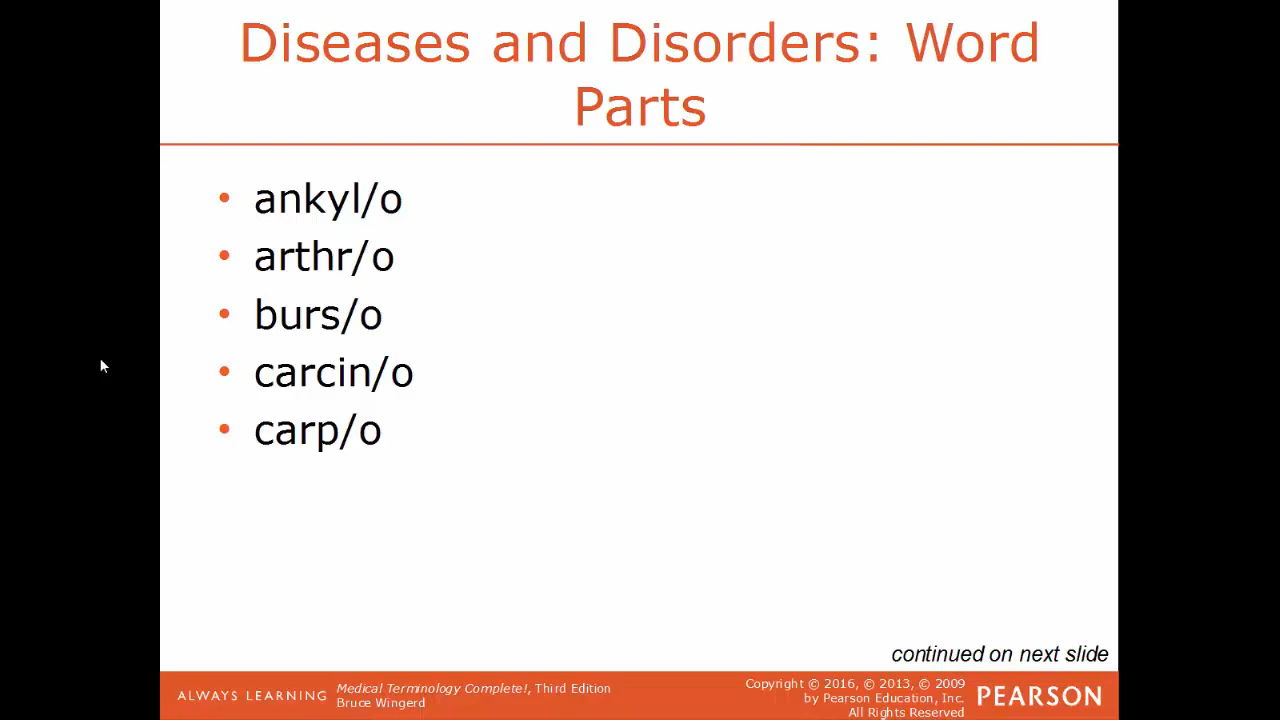 Diseases and Disorders: Word
Parts
• ankyl/o
• arthr/o
• burs/o
• carcin/o
• carp/o
continued on next slide
ALWAYS LEARNING
Medical Terminology Complete!, Third Edition
Bruce Wingerd
Copyright © 2016, © 2013, © 2009
by Pearson Education, Inc.
All Rights Reserved
PEARSON